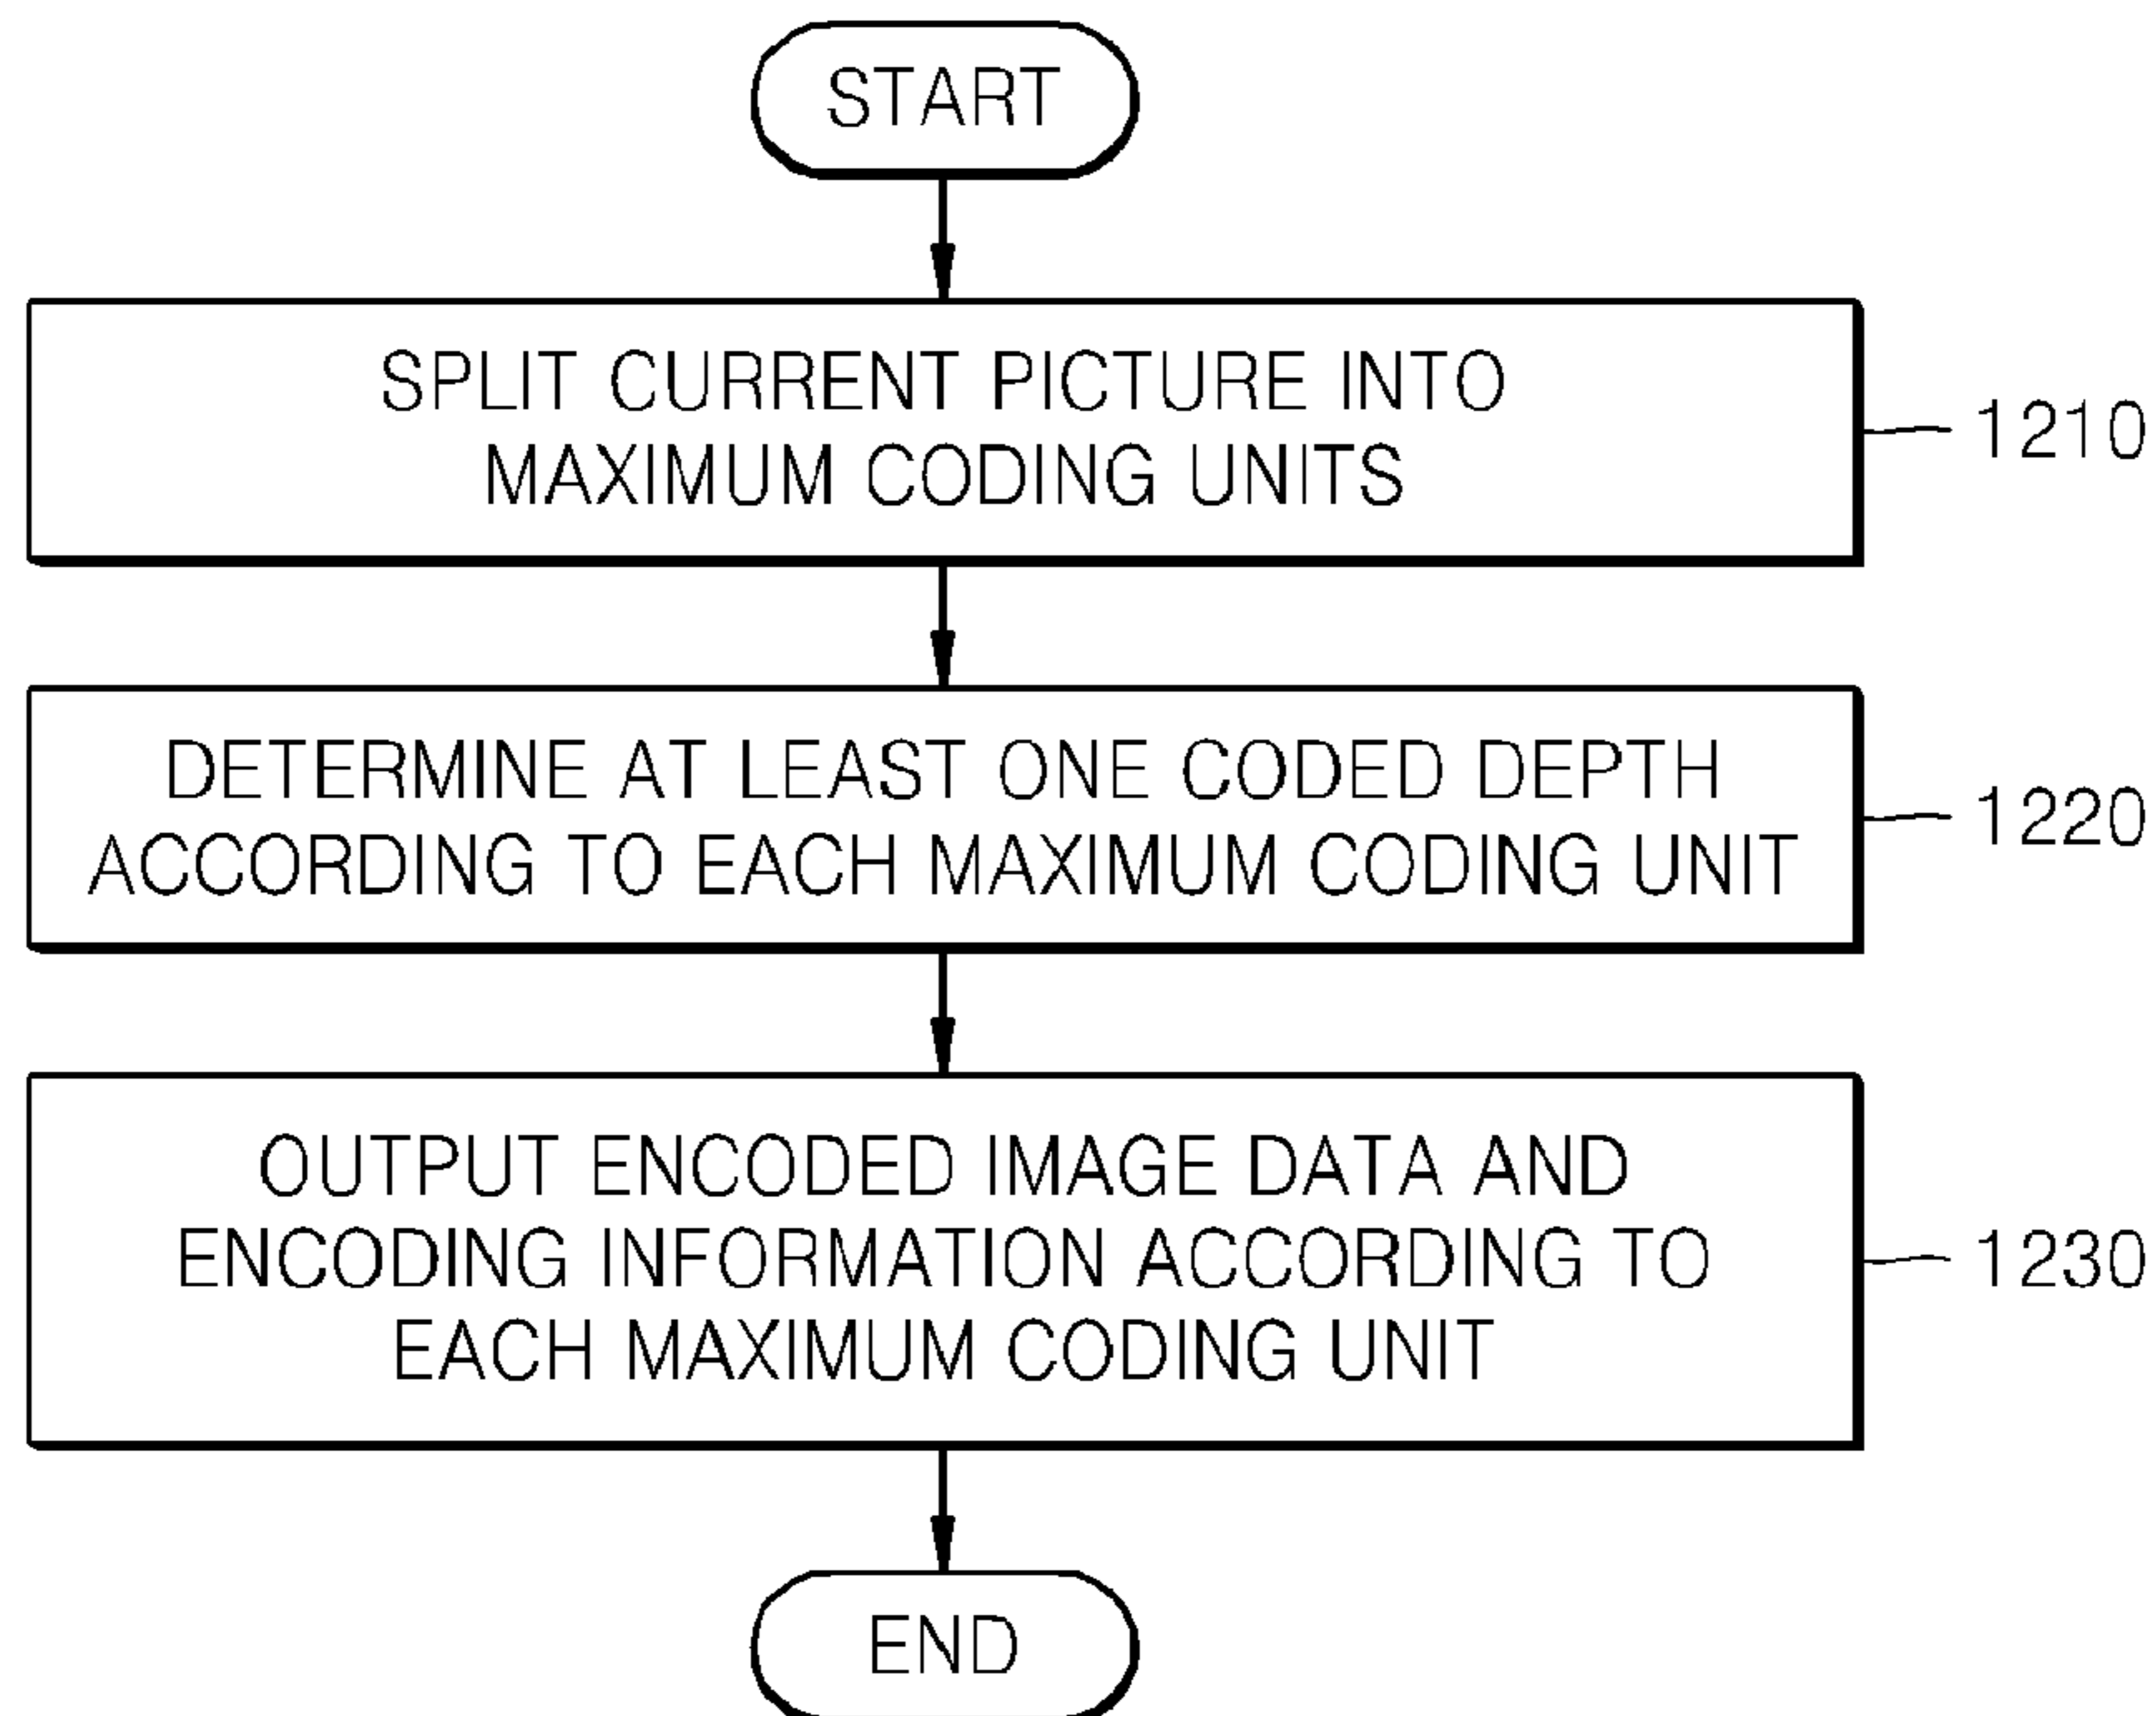 START
SPLIT CURRENT PICTURE INTO
MAXIMUM CODING UNITS
1210
DETERMINE AT LEAST ONE CODED DEPTH
ACCORDING TO EACH MAXIMUM CODING UNIT
1220
OUTPUT ENCODED IMAGE DATA AND
ENCODING INFORMATION ACCORDING TO
EACH MAXIMUM CODING UNIT
1230
END